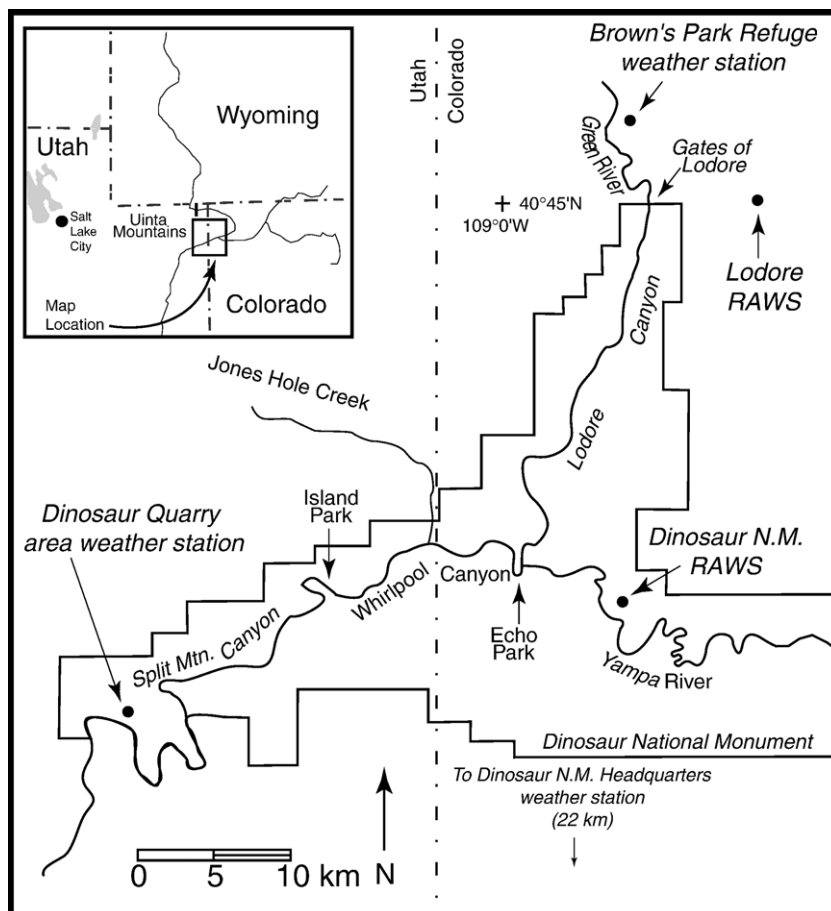 Wyoming
Utah
Salt
Lake
City
Uinta
Mountains
Colorado
Map
Location
Utah
Colorado
Brown's Park Refuge
weather station
Green River
Gates of
Lodore
40°45'N
109°0'W
Lodore
RAWS
Canyon
Lodore
Jones Hole Creek
Island
Park
Dinosaur Quarry
area weather station
Dinosaur N.M.
RAWS
Whirlpool
Canyon
Split Mtn. Canyon
Echo
Park
Yampa River
Dinosaur National Monument
To Dinosaur N.M. Headquarters
weather station
(22 km)
0 5 10 km
N